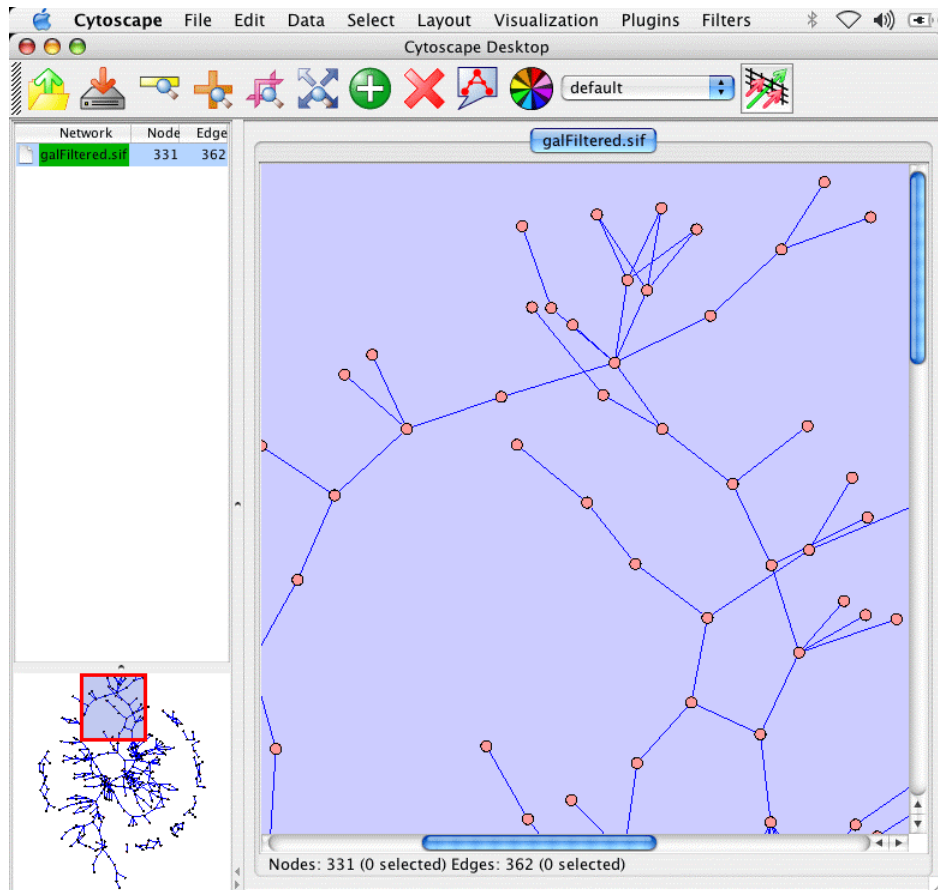 Cytoscape File Edit Data Select Layout Visualization Plugins Filters
Cytoscape Desktop
default
Network Node Edge
galFiltered.sif 331 362
galFiltered.sif
Nodes: 331 (0 selected) Edges: 362 (0 selected)